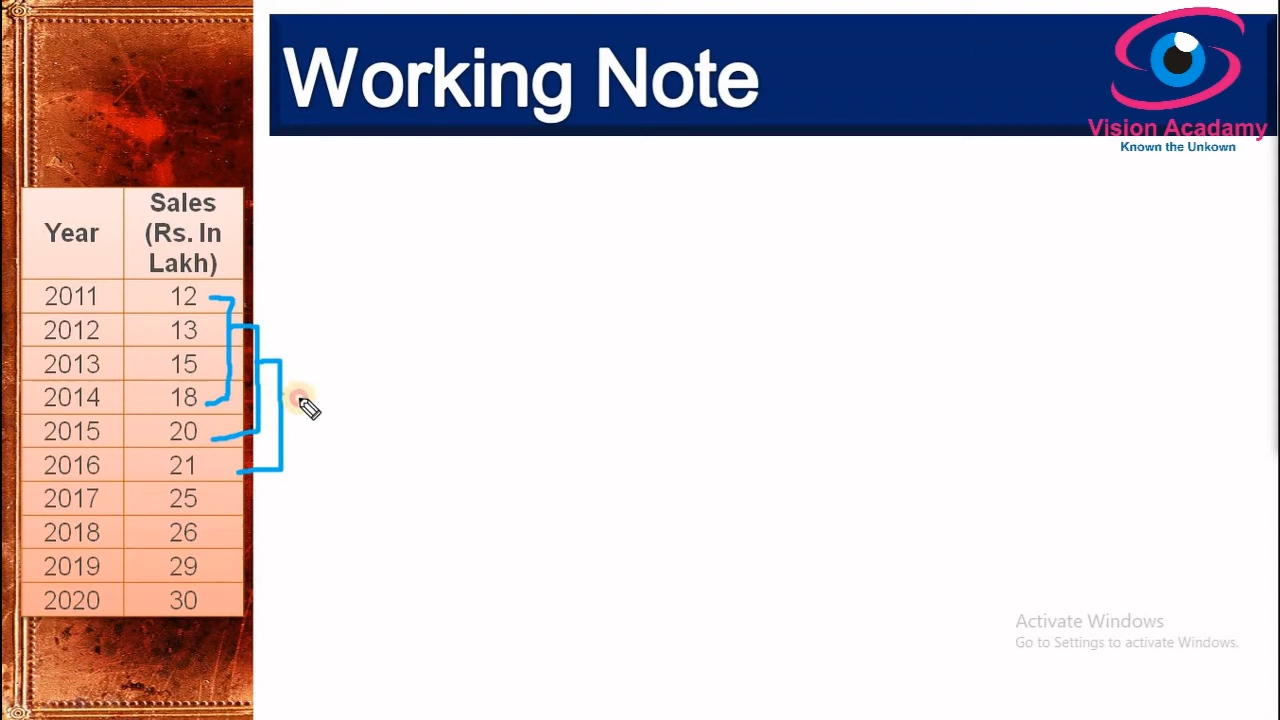 Working Note
Vision Acadamy
Known the Unkown
Year Sales (Rs. In Lakh)
2011 12
2012 13
2013 15
2014 18
2015 20
2016 21
2017 25
2018 26
2019 29
2020 30
Activate Windows
Go to Settings to activate Windows.